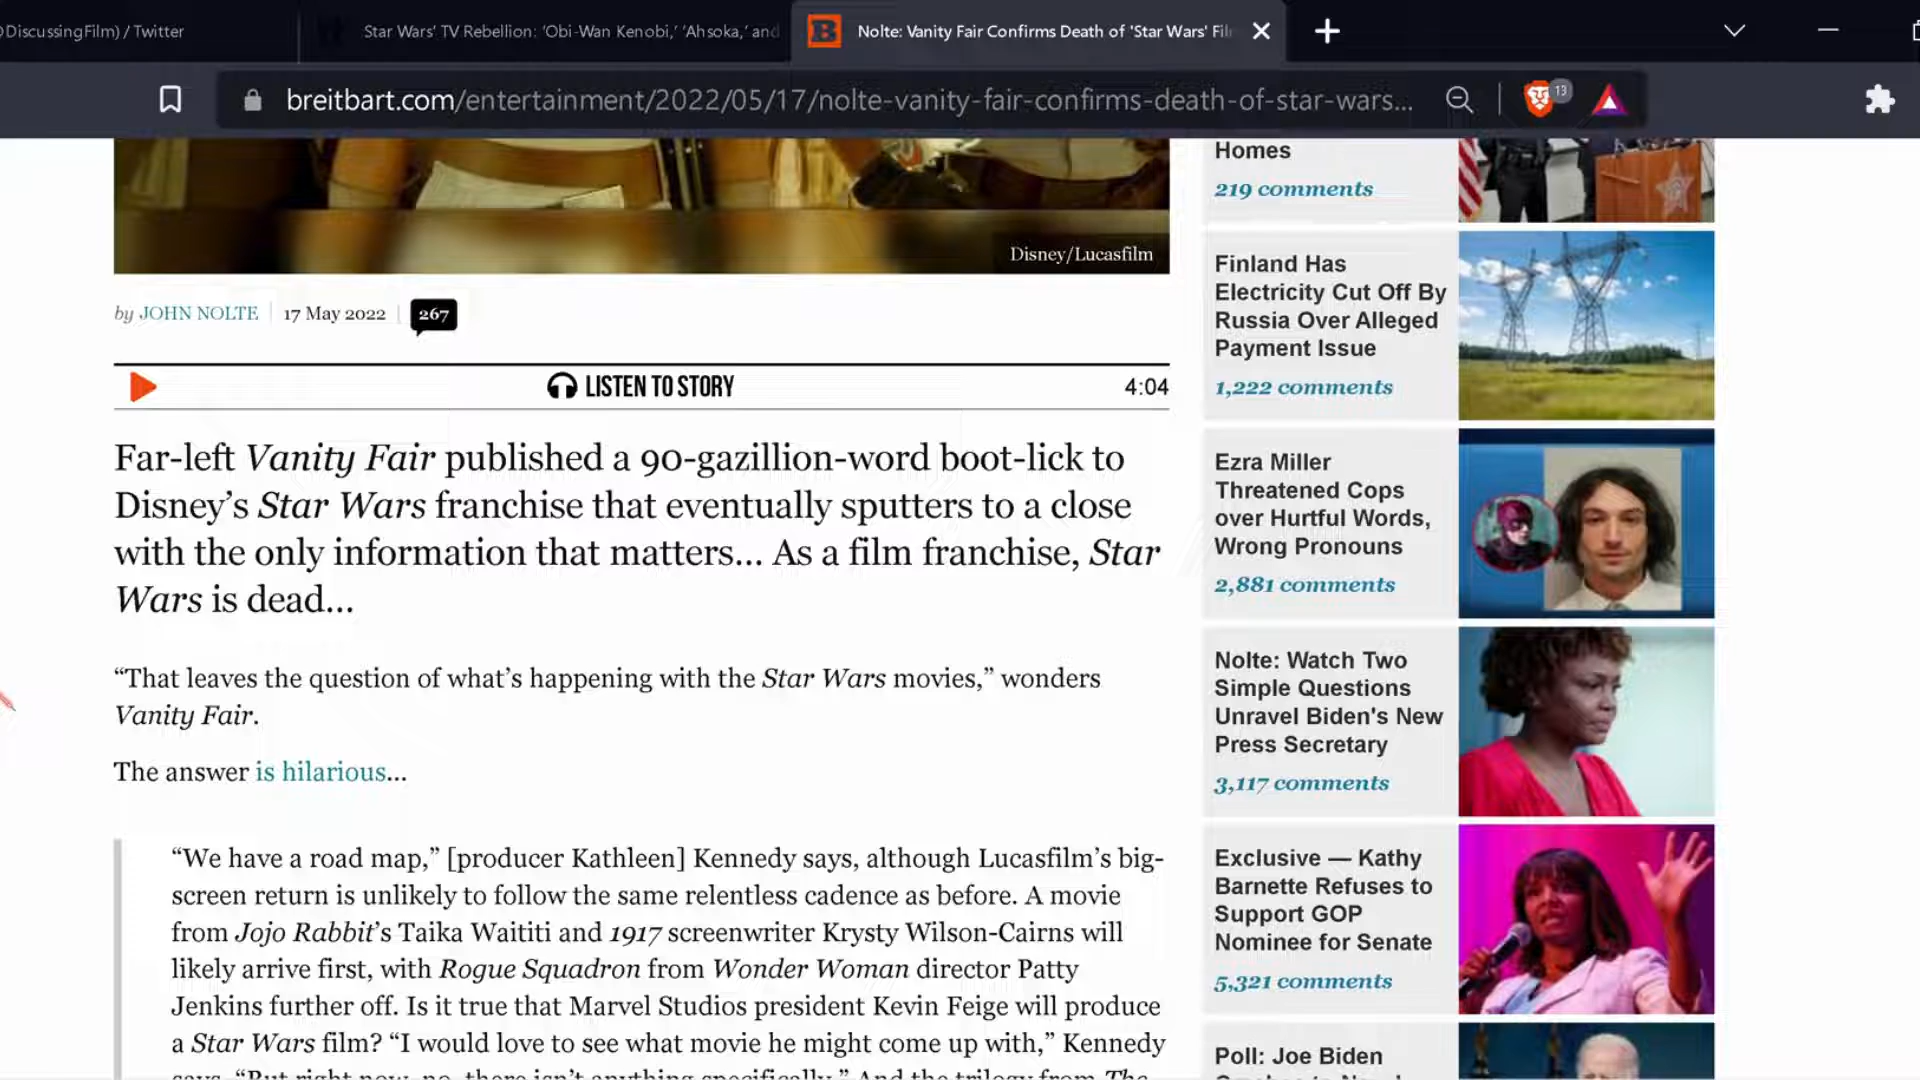 DiscussingFilm) / Twitter
Star Wars' TV Rebellion: 'Obi-Wan Kenobi,' 'Ahsoka,' and
B
Nolte: Vanity Fair Confirms Death of 'Star Wars' Fil
breitbart.com/entertainment/2022/05/17/nolte-vanity-fair-confirms-death-of-star-wars...
13
Disney/Lucasfilm
by JOHN NOLTE 17 May 2022 267
LISTEN TO STORY 4:04
Far-left Vanity Fair published a 90-gazillion-word boot-lick to
Disney's Star Wars franchise that eventually sputters to a close
with the only information that matters... As a film franchise, Star
Wars is dead...
“That leaves the question of what's happening with the Star Wars movies,” wonders
Vanity Fair.
The answer is hilarious...
“We have a road map,” [producer Kathleen] Kennedy says, although Lucasfilm's big-
screen return is unlikely to follow the same relentless cadence as before. A movie
from Jojo Rabbit's Taika Waititi and 1917 screenwriter Krysty Wilson-Cairns will
likely arrive first, with Rogue Squadron from Wonder Woman director Patty
Jenkins further off. Is it true that Marvel Studios president Kevin Feige will produce
a Star Wars film? “I would love to see what movie he might come up with,” Kennedy
says. “But right now, no, there isn't anything specifically.” And the trilogy from The
Homes
219 comments
Finland Has
Electricity Cut Off By
Russia Over Alleged
Payment Issue
1,222 comments
Ezra Miller
Threatened Cops
over Hurtful Words,
Wrong Pronouns
2,881 comments
Nolte: Watch Two
Simple Questions
Unravel Biden's New
Press Secretary
3,117 comments
Exclusive — Kathy
Barnette Refuses to
Support GOP
Nominee for Senate
5,321 comments
Poll: Joe Biden